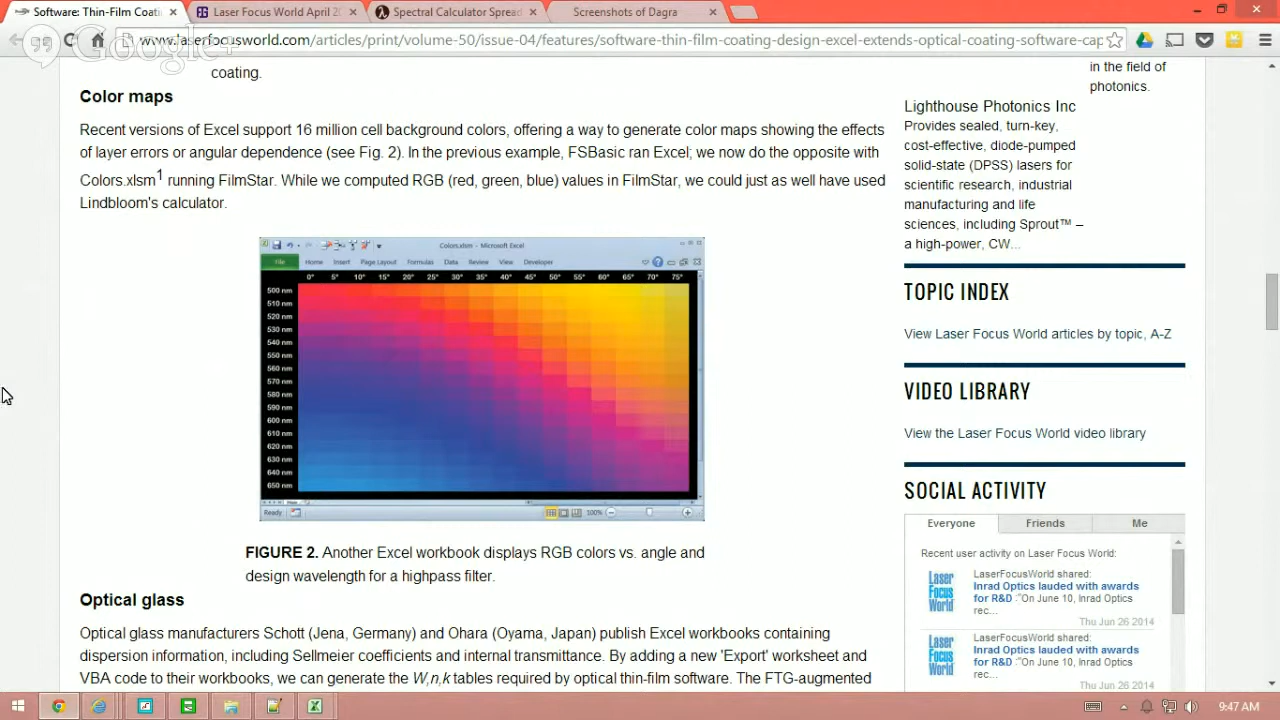 Software: Thin-Film Coati
Laser Focus World April 20
Spectral Calculator Spread
Screenshots of Dagra
Google+
www.laserfocusworld.com/articles/print/volume-50/issue-04/features/software-thin-film-coating-design-excel-extends-optical-coating-software-cap
coating.
Color maps
Recent versions of Excel support 16 million cell background colors, offering a way to generate color maps showing the effects
of layer errors or angular dependence (see Fig. 2). In the previous example, FSBasic ran Excel; we now do the opposite with
Colors.xlsm1 running FilmStar. While we computed RGB (red, green, blue) values in FilmStar, we could just as well have used
Lindbloom's calculator.
Colors.xlsm - Microsoft Excel
File Home Insert Page Layout Formulas Data Review View Developer
0° 5° 10° 15° 20° 25° 30° 35° 40° 45° 50° 55° 60° 65° 70° 75°
500 nm
510 nm
520 nm
530 nm
540 nm
550 nm
560 nm
570 nm
580 nm
590 nm
600 nm
610 nm
620 nm
630 nm
640 nm
650 nm
Ready 100%
FIGURE 2. Another Excel workbook displays RGB colors vs. angle and
design wavelength for a highpass filter.
Optical glass
Optical glass manufacturers Schott (Jena, Germany) and Ohara (Oyama, Japan) publish Excel workbooks containing
dispersion information, including Sellmeier coefficients and internal transmittance. By adding a new 'Export' worksheet and
VBA code to their workbooks, we can generate the W,n,k tables required by optical thin-film software. The FTG-augmented
in the field of
photonics.
Lighthouse Photonics Inc
Provides sealed, turn-key,
cost-effective, diode-pumped
solid-state (DPSS) lasers for
scientific research, industrial
manufacturing and life
sciences, including Sprout™ –
a high-power, CW...
TOPIC INDEX
View Laser Focus World articles by topic, A-Z
VIDEO LIBRARY
View the Laser Focus World video library
SOCIAL ACTIVITY
Everyone Friends Me
Recent user activity on Laser Focus World:
Laser
Focus
World
LaserFocusWorld shared:
Inrad Optics lauded with awards
for R&D :"On June 10, Inrad Optics
rec...
Thu Jun 26 2014
Laser
Focus
World
LaserFocusWorld shared:
Inrad Optics lauded with awards
for R&D :"On June 10, Inrad Optics
rec...
Thu Jun 26 2014
9:47 AM